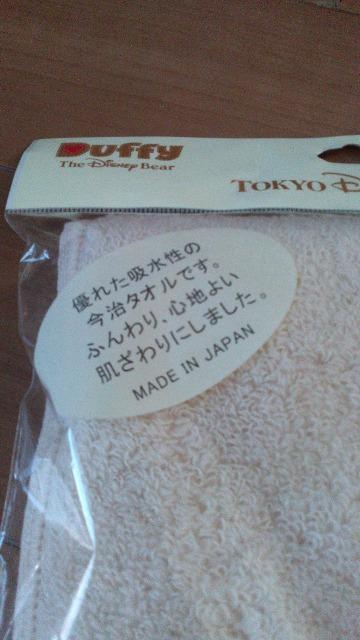 Duffy
The Disney Bear
TOKYO D
優れた吸水性の
今治タオルです。
ふんわり、心地よい
肌ざわりにしました。
MADE IN JAPAN